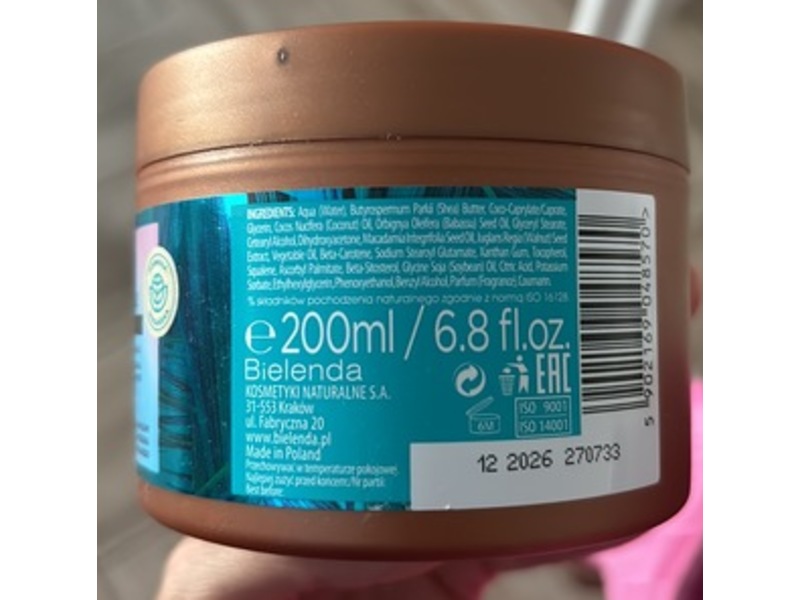 INGREDIENTS: Aqua (Water), Butyrospermum Parkii (Shea) Butter, Coco-Caprylate/Caprate,
Glycerin, Cocos Nucifera (Coconut) Oil, Orbignya Oleifera (Babassu) Seed Oil, Glyceryl Stearate,
Cetearyl Alcohol, Dihydroxyacetone, Macadamia Integrifolia Seed Oil, Juglans Regia (Walnut) Seed
Extract, Vegetable Oil, Beta-Carotene, Sodium Stearoyl Glutamate, Xanthan Gum, Tocopherol,
Squalene, Ascorbyl Palmitate, Beta-Sitosterol, Glycine Soja (Soybean) Oil, Citric Acid, Potassium
Sorbate, Ethylhexylglycerin, Phenoxyethanol, Benzyl Alcohol, Parfum (Fragrance), Coumarin.
% składników pochodzenia naturalnego zgodnie z normą ISO 16128
e 200ml / 6.8 fl.oz.
Bielenda
KOSMETYKI NATURALNE S.A.
31-553 Kraków
ul. Fabryczna 20
www.bielenda.pl
Made in Poland
Przechowywać w temperaturze pokojowej.
Najlepiej zużyć przed końcem:/Nr partii:
Best before:
EAC
6M
ISO 9001
ISO 14001
12 2026 270733
5 902169 048570 >